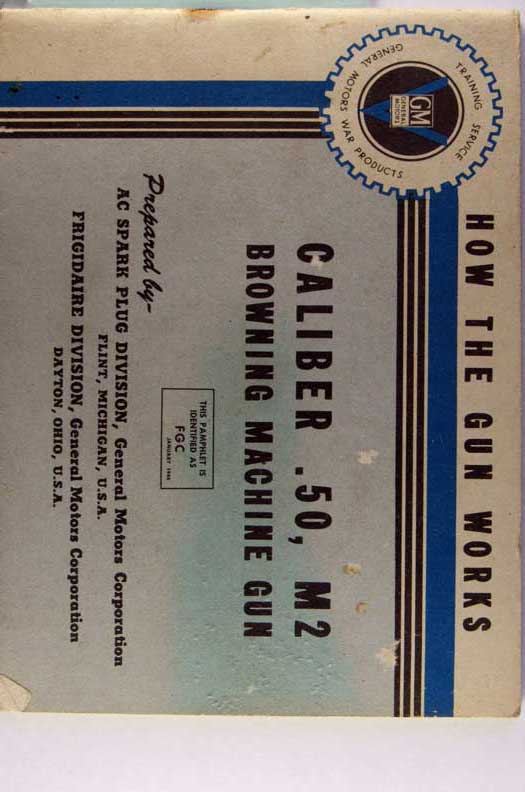 HOW THE GUN WORKS
TRAINING SERVICE
GENERAL MOTORS WAR PRODUCTS
GM
GENERAL
MOTORS
CALIBER .50, M2
BROWNING MACHINE GUN
THIS PAMPHLET IS
IDENTIFIED AS
FGC
Prepared by-
AC SPARK PLUG DIVISION, General Motors Corporation
FLINT, MICHIGAN, U.S.A.
FRIGIDAIRE DIVISION, General Motors Corporation
DAYTON, OHIO, U.S.A.